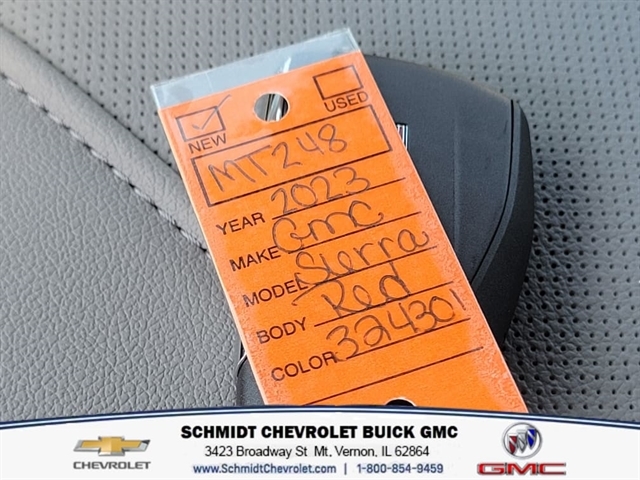 NEW
USED
MT248
YEAR 2023
MAKE GMC
MODEL Sierra
BODY Red
COLOR 324301
SCHMIDT CHEVROLET BUICK GMC
3423 Broadway St Mt. Vernon, IL 62864
www.SchmidtChevrolet.com | 1-800-854-9459
CHEVROLET
GMC